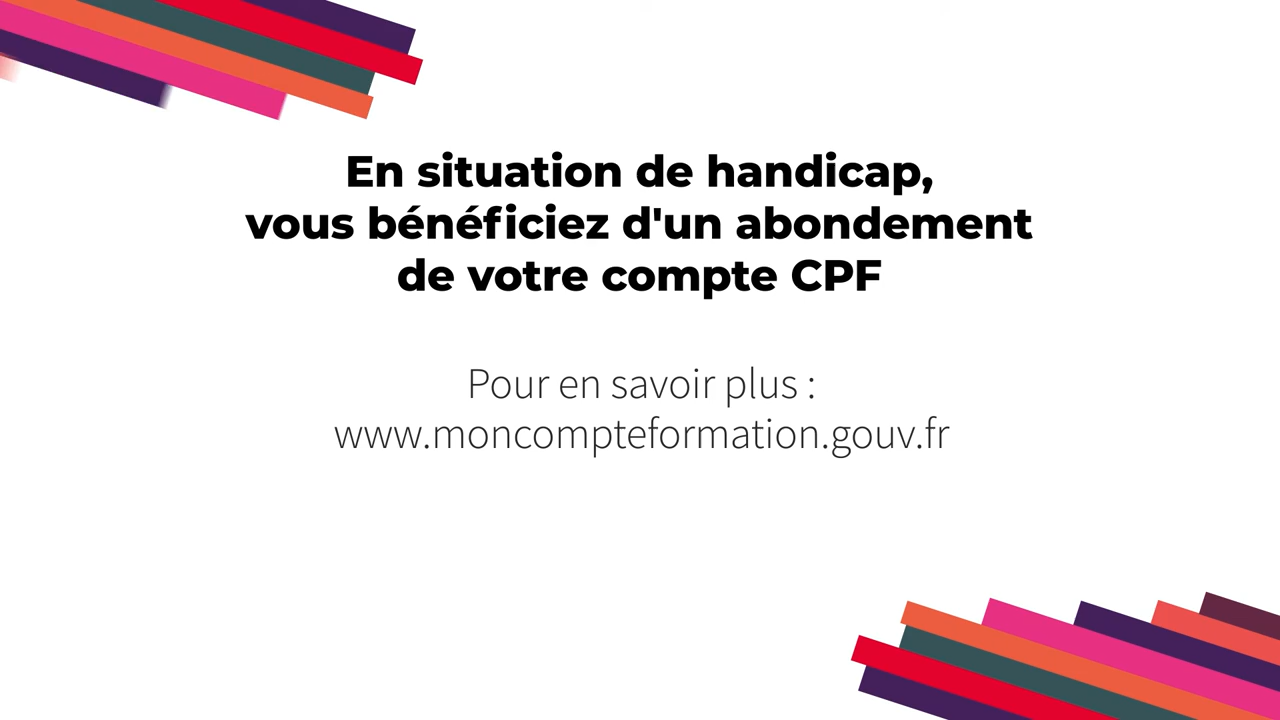 En situation de handicap,
vous bénéficiez d'un abondement
de votre compte CPF
Pour en savoir plus :
www.moncompteformation.gouv.fr